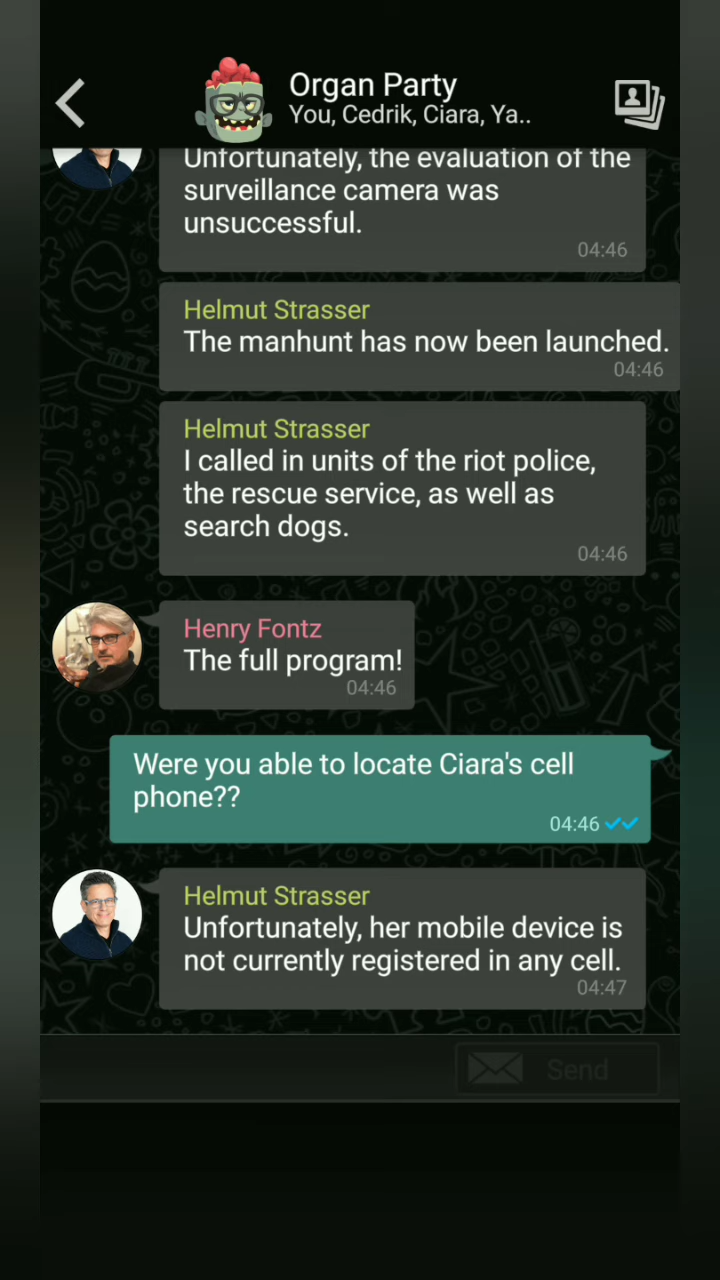 Organ Party
You, Cedrik, Ciara, Ya..
Unfortunately, the evaluation of the
surveillance camera was
unsuccessful.
04:46
Helmut Strasser
The manhunt has now been launched.
04:46
Helmut Strasser
I called in units of the riot police,
the rescue service, as well as
search dogs.
04:46
Henry Fontz
The full program!
04:46
Were you able to locate Ciara's cell
phone??
04:46
Helmut Strasser
Unfortunately, her mobile device is
not currently registered in any cell.
04:47
Send